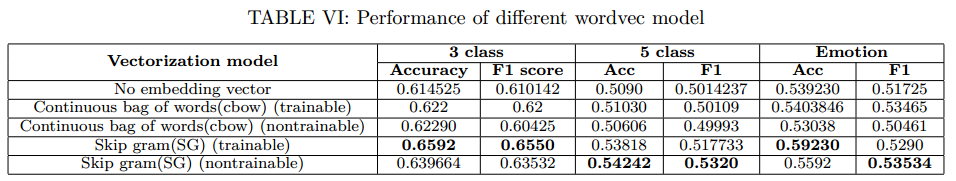 TABLE VI: Performance of different wordvec model
Vectorization model 3 class 5 class Emotion
Accuracy F1 score Acc F1 Acc F1
No embedding vector 0.614525 0.610142 0.5090 0.5014237 0.539230 0.51725
Continuous bag of words(cbow) (trainable) 0.622 0.62 0.51030 0.50109 0.5403846 0.53465
Continuous bag of words(cbow) (nontrainable) 0.62290 0.60425 0.50606 0.49993 0.53038 0.50461
Skip gram(SG) (trainable) 0.6592 0.6550 0.53818 0.517733 0.59230 0.5290
Skip gram(SG) (nontrainable) 0.639664 0.63532 0.54242 0.5320 0.5592 0.53534